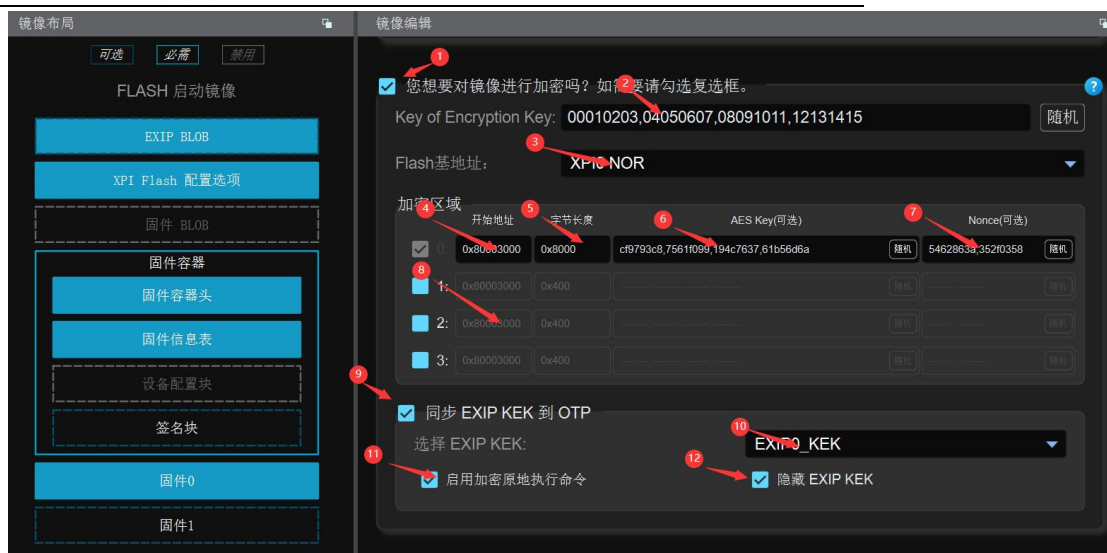 镜像布局
可选 必需 禁用
FLASH 启动镜像
EXIP BLOB
XPI Flash 配置选项
固件 BLOB
固件容器
固件容器头
固件信息表
设备配置块
签名块
固件0
固件1
镜像编辑
1
您想要对镜像进行加密吗？如需要请勾选复选框。 ?
2
Key of Encryption Key: 00010203,04050607,08091011,12131415 随机
3
Flash基地址： XPI0 NOR
加密区域
4 5 6 7
开始地址 字节长度 AES Key(可选) Nonce(可选)
0: 0x80003000 0x8000 cf9793c8,7561f099,194c7637,61b56d6a 随机 5462863a,352f0358 随机
8
1: 0x80003000 0x400 随机 随机
2: 0x80003000 0x400 随机 随机
3: 0x80003000 0x400 随机 随机
9
同步 EXIP KEK 到 OTP
10
选择 EXIP KEK: EXIP0_KEK
11 12
启用加密原地执行命令 隐藏 EXIP KEK